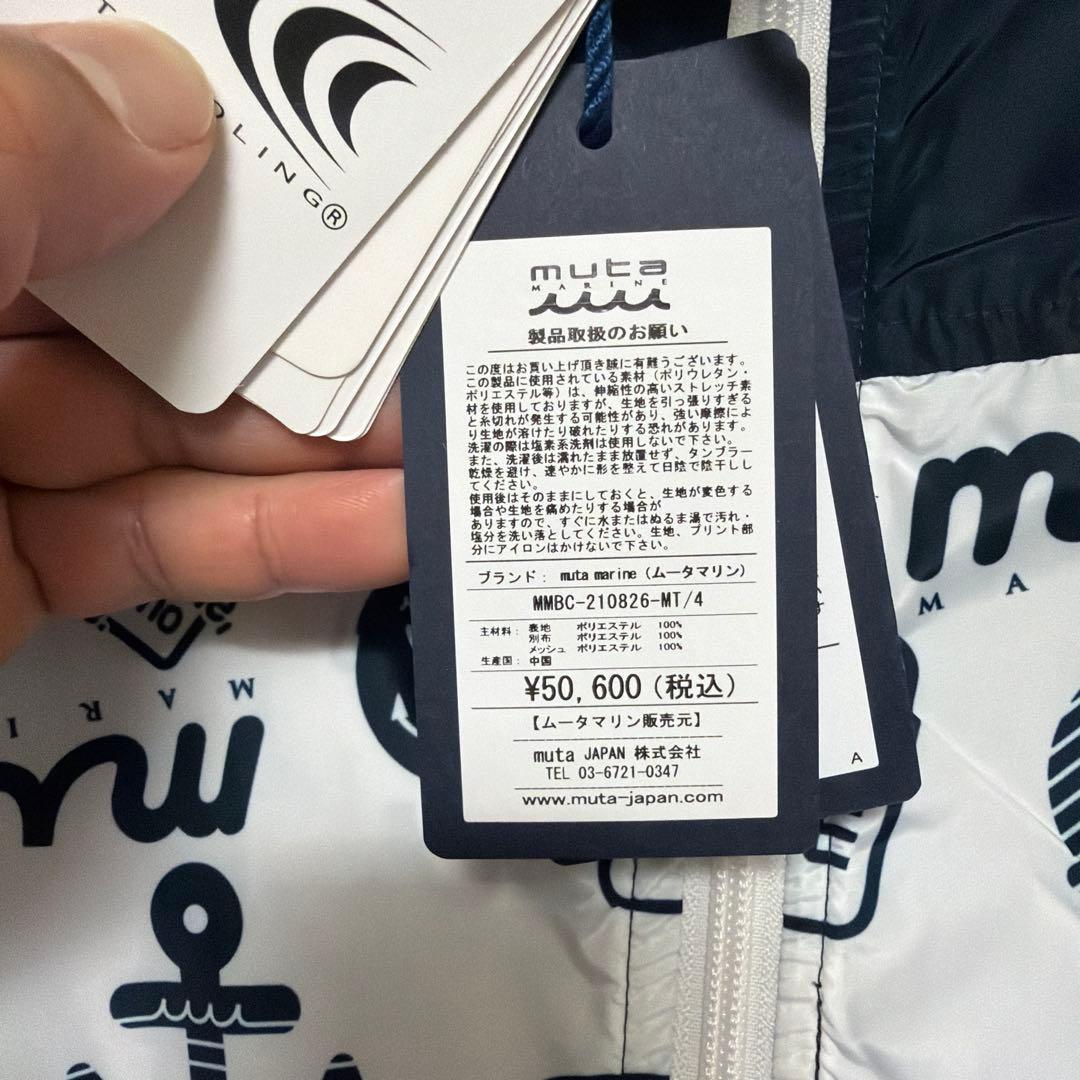 OLING®
muta
MARINE
製品取扱のお願い
この度はお買い上げ頂き誠に有難うございます。
この製品に使用されている素材（ポリウレタン・
ポリエステル等）は、伸縮性の高いストレッチ素
材を使用しておりますが、生地を引っ張りすぎる
と糸切れが発生する可能性があり、強い摩擦によ
り生地が溶けたり破れたりする恐れがあります。
洗濯の際は塩素系洗剤は使用しないで下さい。
また、洗濯後は濡れたまま放置せず、タンブラー
乾燥を避け、速やかに形を整えて日陰で陰干しし
てください。
使用後はそのままにしておくと、生地が変色する
場合や生地を痛めたりする場合が
ありますので、すぐに水またはぬるま湯で汚れ・
塩分を洗い落としてください。生地、プリント部
分にアイロンはかけないで下さい。
ブランド： muta marine（ムータマリン）
MMBC-210826-MT/4
主材料： 表地 ポリエステル 100%
別布 ポリエステル 100%
メッシュ ポリエステル 100%
生産国： 中国
¥50,600（税込）
【ムータマリン販売元】
muta JAPAN 株式会社
TEL 03-6721-0347
www.muta-japan.com
A
m
M A
M A R I
m